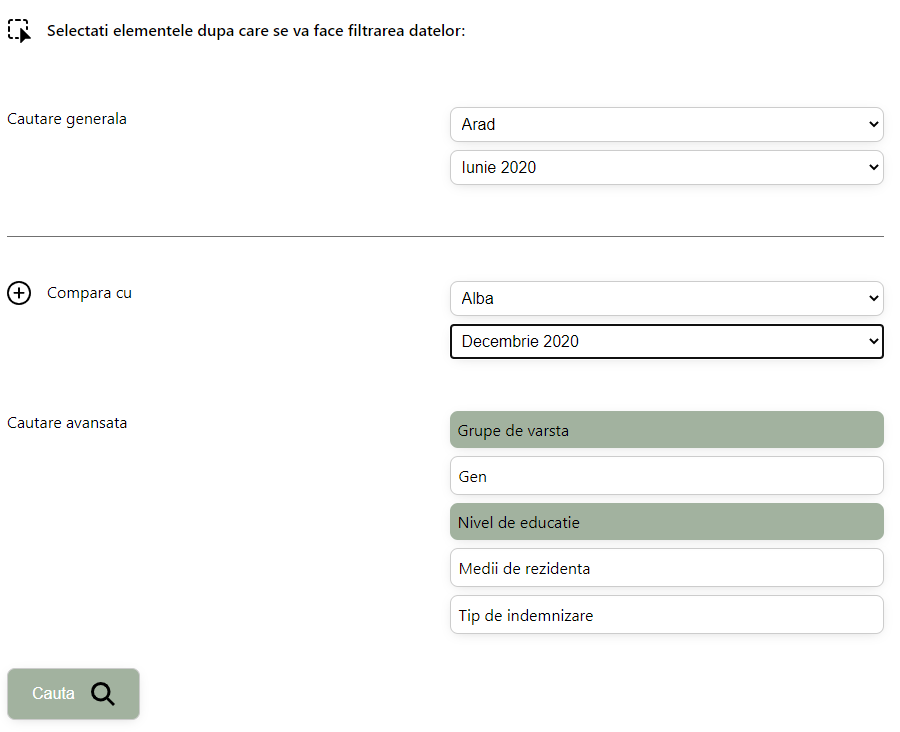 Selectati elementele dupa care se va face filtrarea datelor:
Cautare generala
Arad
Iunie 2020
Compara cu
Alba
Decembrie 2020
Cautare avansata
Grupe de varsta
Gen
Nivel de educatie
Medii de rezidenta
Tip de indemnizare
Cauta